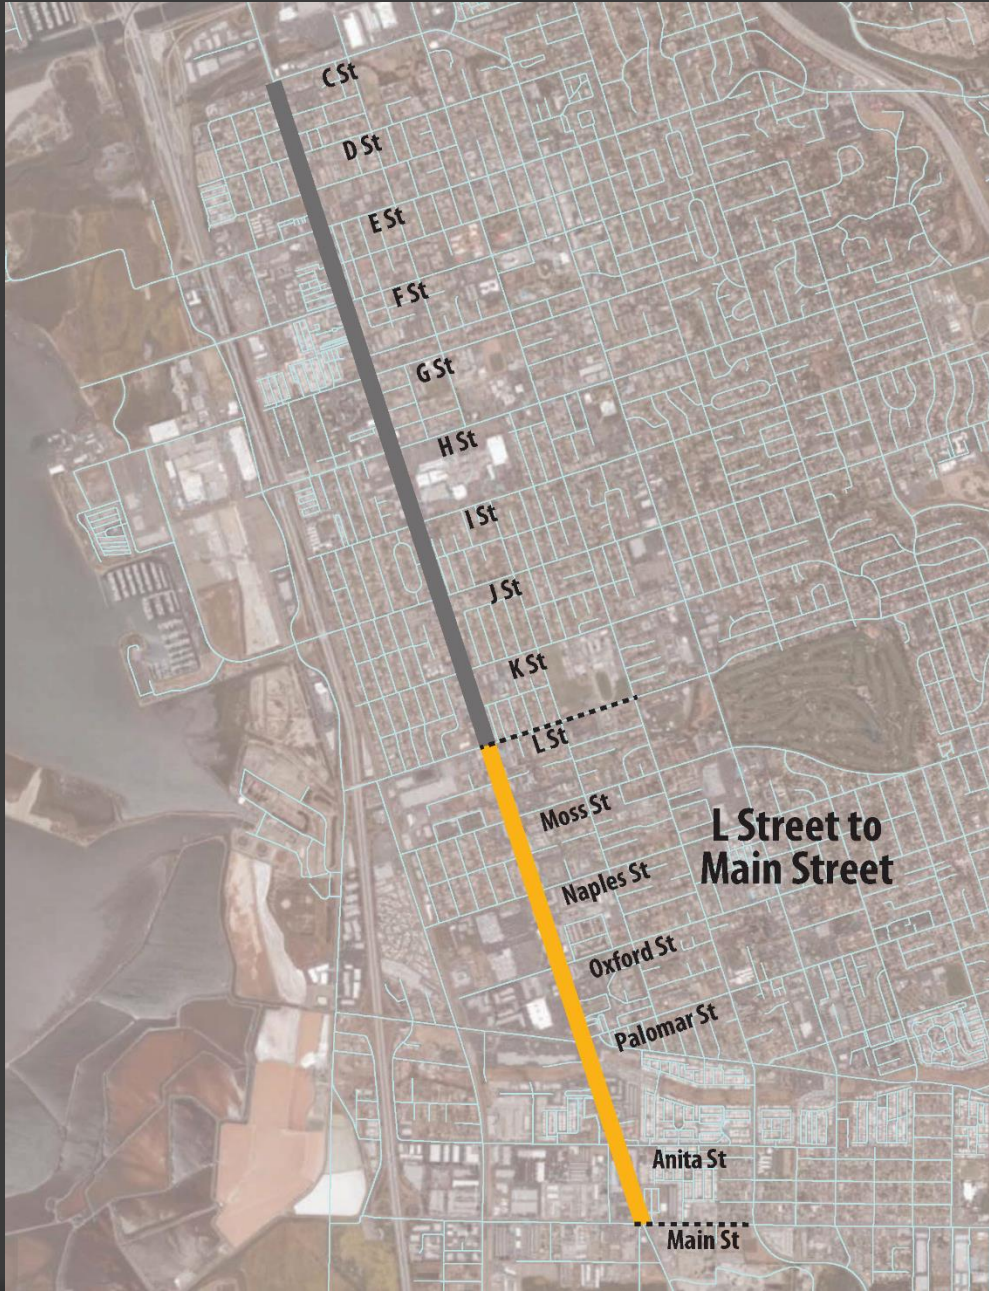 C St
D St
E St
F St
G St
H St
I St
J St
K St
L St
Moss St
L Street to
Main Street
Naples St
Oxford St
Palomar St
Anita St
Main St